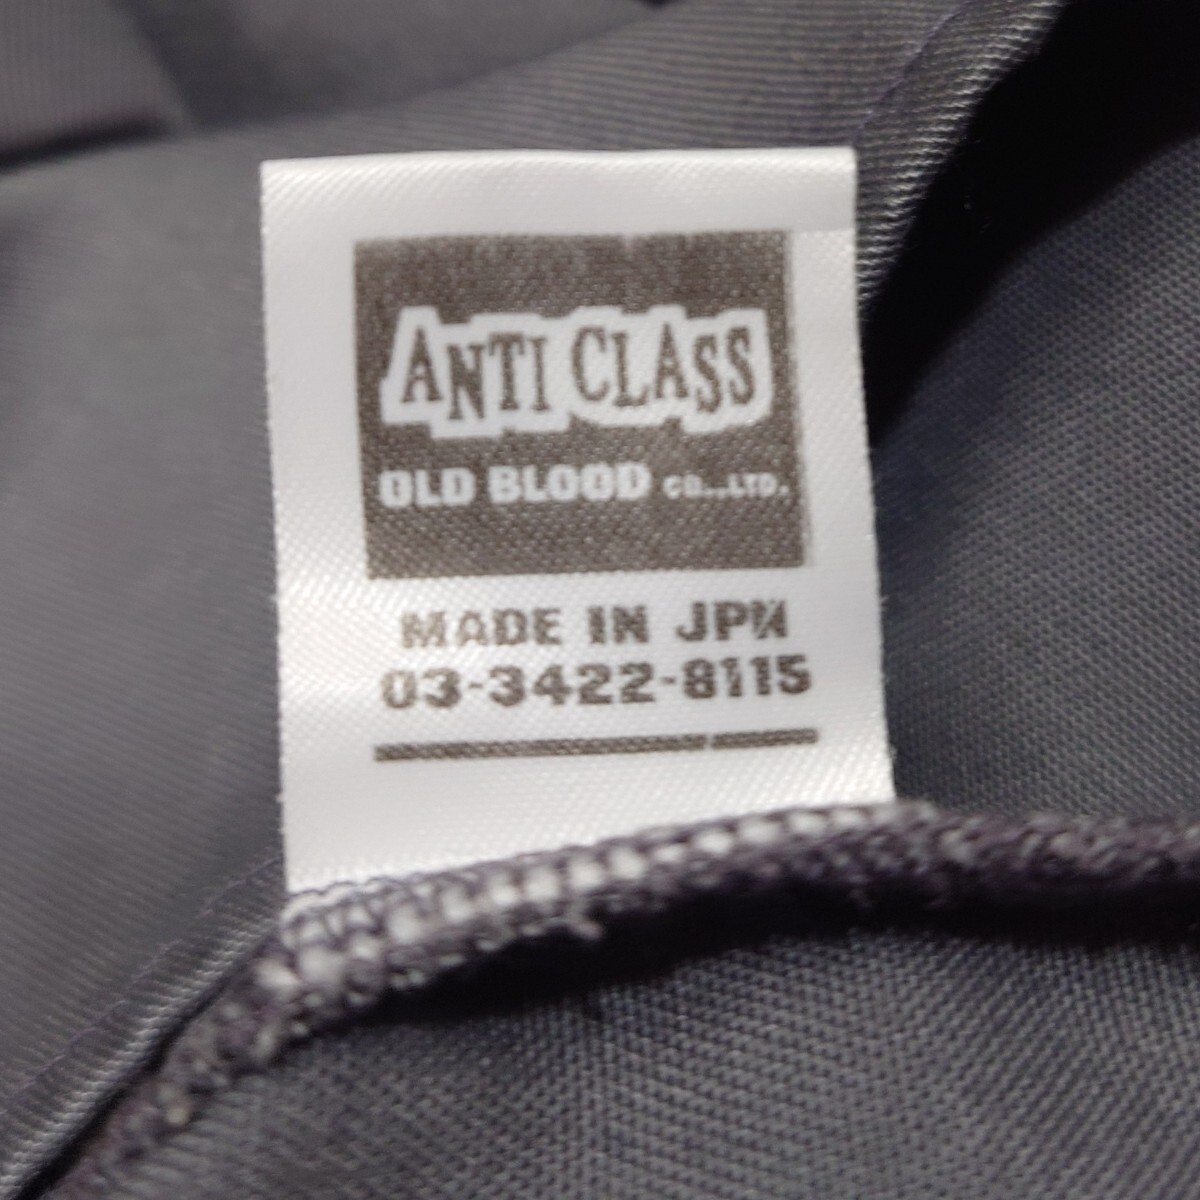 ANTI CLASS
OLD BLOOD CO.,LTD.
MADE IN JPN
03-3422-8115